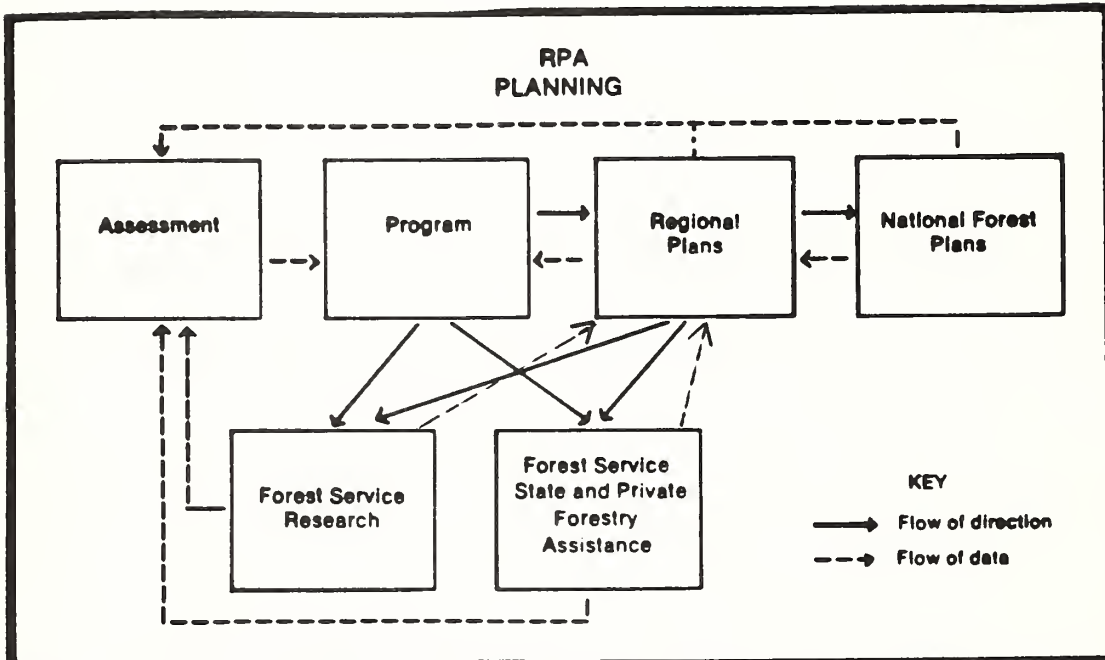 RPA
PLANNING
Assessment
Program
Regional
Plans
National Forest
Plans
Forest Service
Research
Forest Service
State and Private
Forestry
Assistance
KEY
Flow of direction
Flow of data